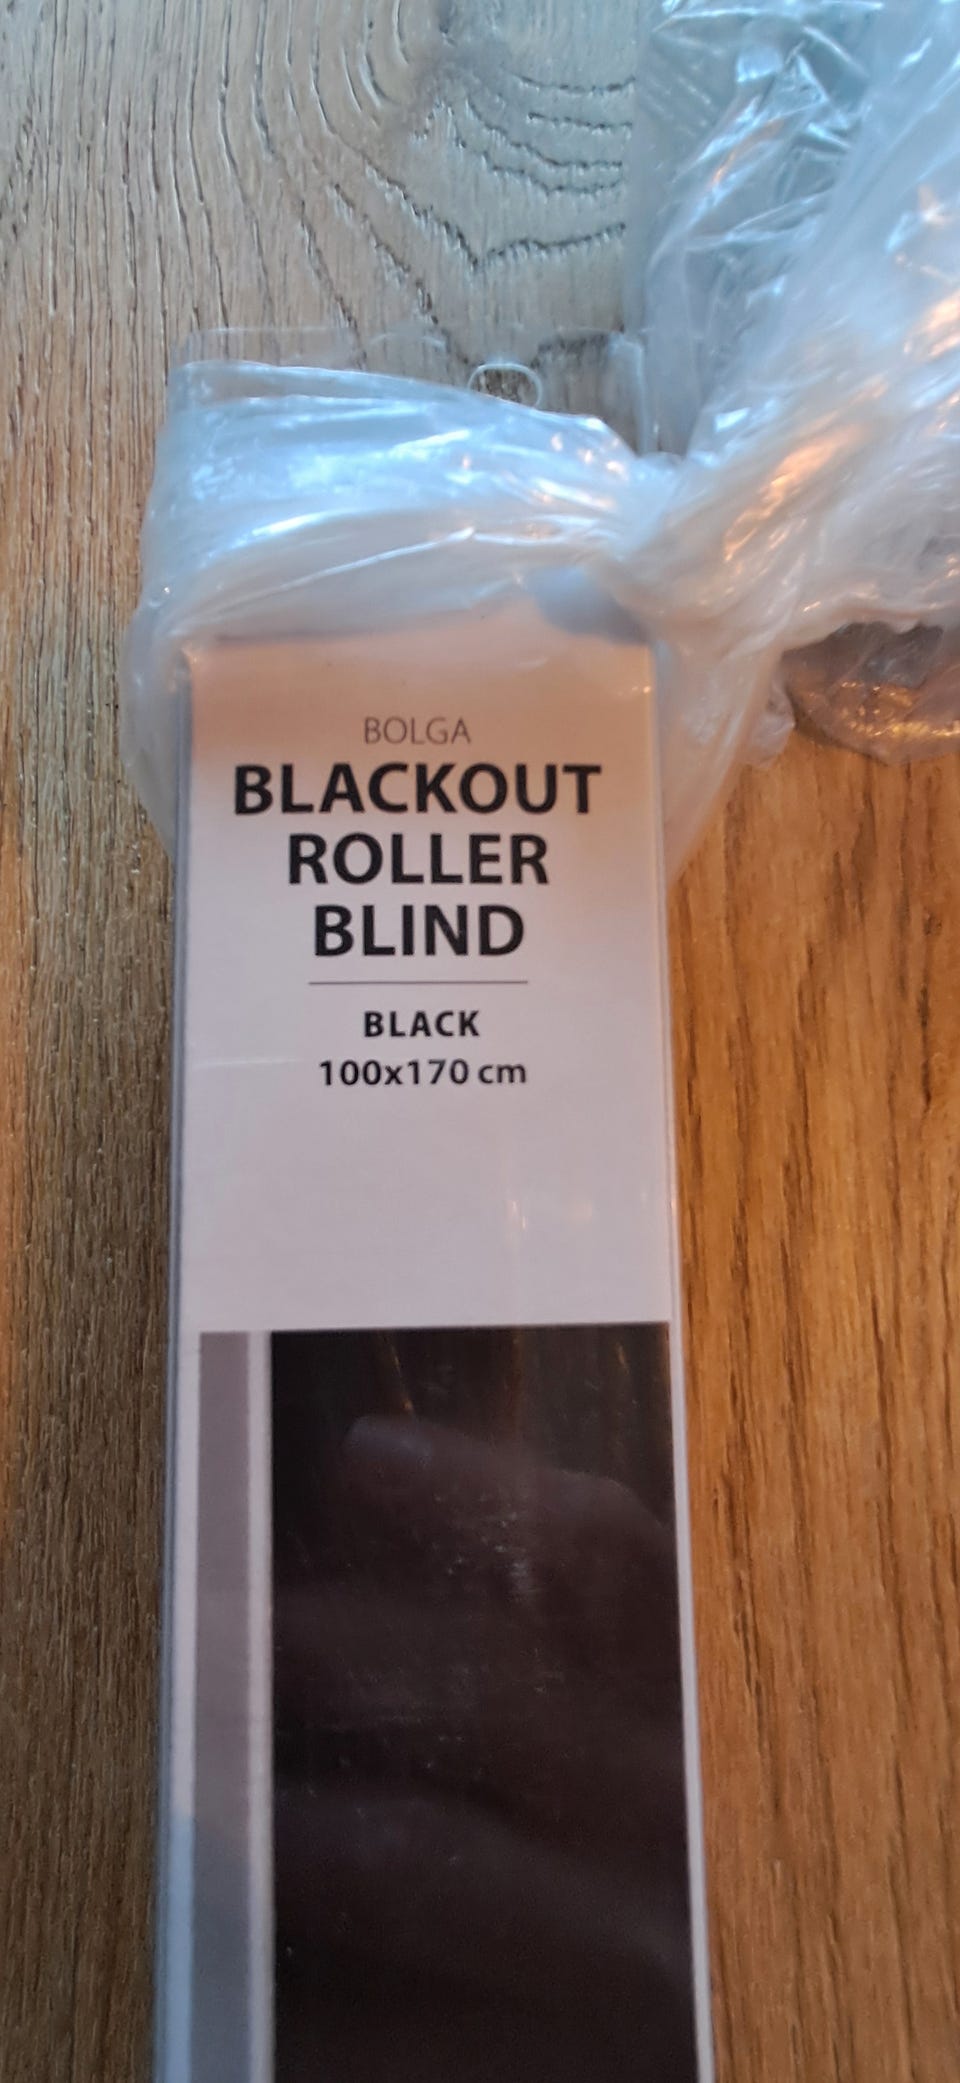 BOLGA
BLACKOUT
ROLLER
BLIND
BLACK
100x170 cm